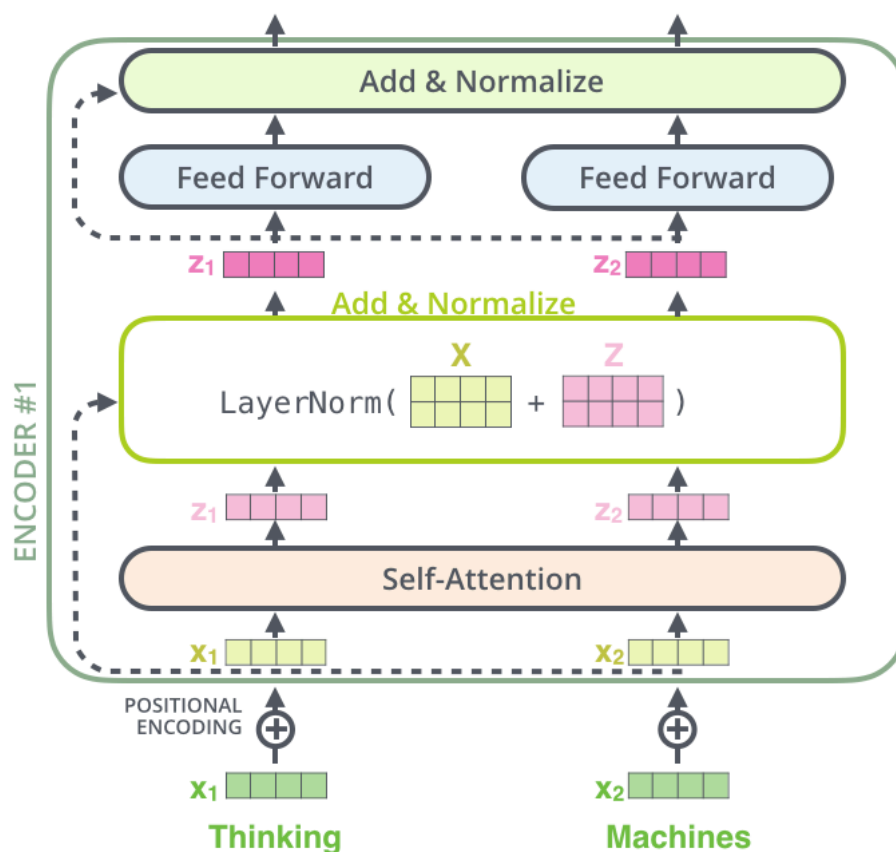 Add & Normalize
Feed Forward Feed Forward
z1 z2
Add & Normalize
X Z
LayerNorm( + )
ENCODER #1
z1 z2
Self-Attention
x1 x2
POSITIONAL
ENCODING
x1 x2
Thinking Machines